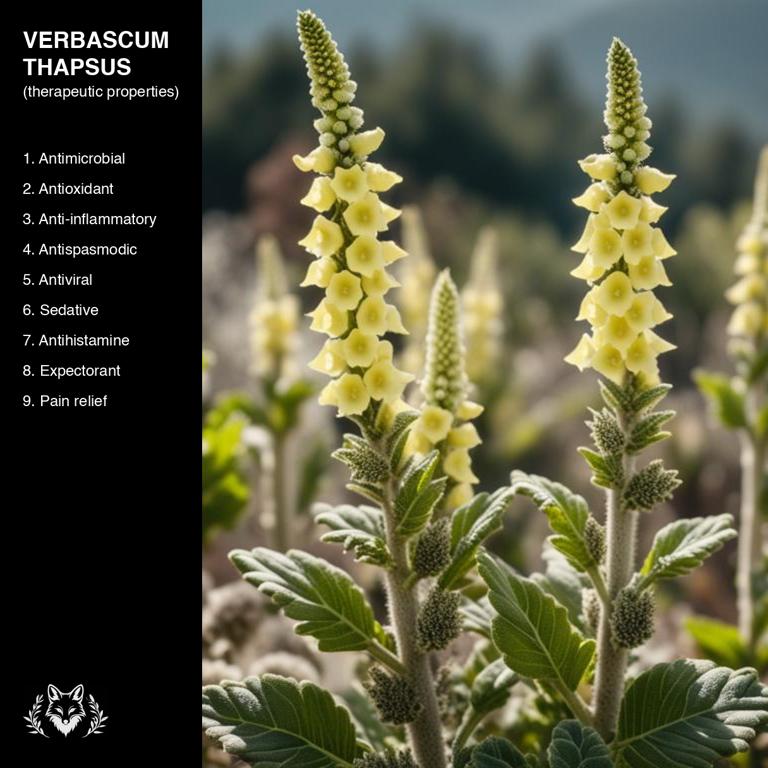 VERBASCUM
THAPSUS
(therapeutic properties)
1. Antimicrobial
2. Antioxidant
3. Anti-inflammatory
4. Antispasmodic
5. Antiviral
6. Sedative
7. Antihistamine
8. Expectorant
9. Pain relief